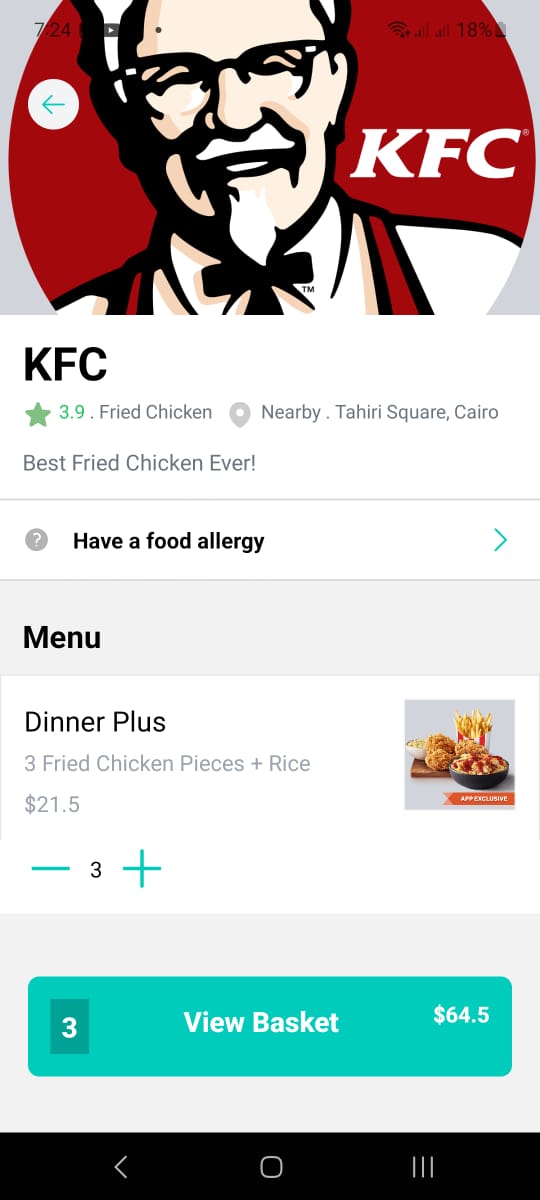 7:24
18%
KFC®
TM
KFC
3.9 . Fried Chicken Nearby . Tahiri Square, Cairo
Best Fried Chicken Ever!
? Have a food allergy
Menu
Dinner Plus
3 Fried Chicken Pieces + Rice
$21.5
APP EXCLUSIVE
3
3 View Basket $64.5